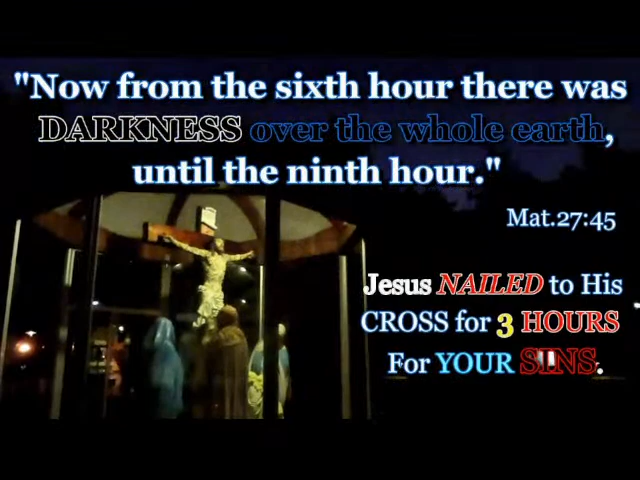 "Now from the sixth hour there was
DARKNESS over the whole earth,
until the ninth hour."
Mat.27:45
Jesus NAILED to His
CROSS for 3 HOURS
For YOUR SINS.